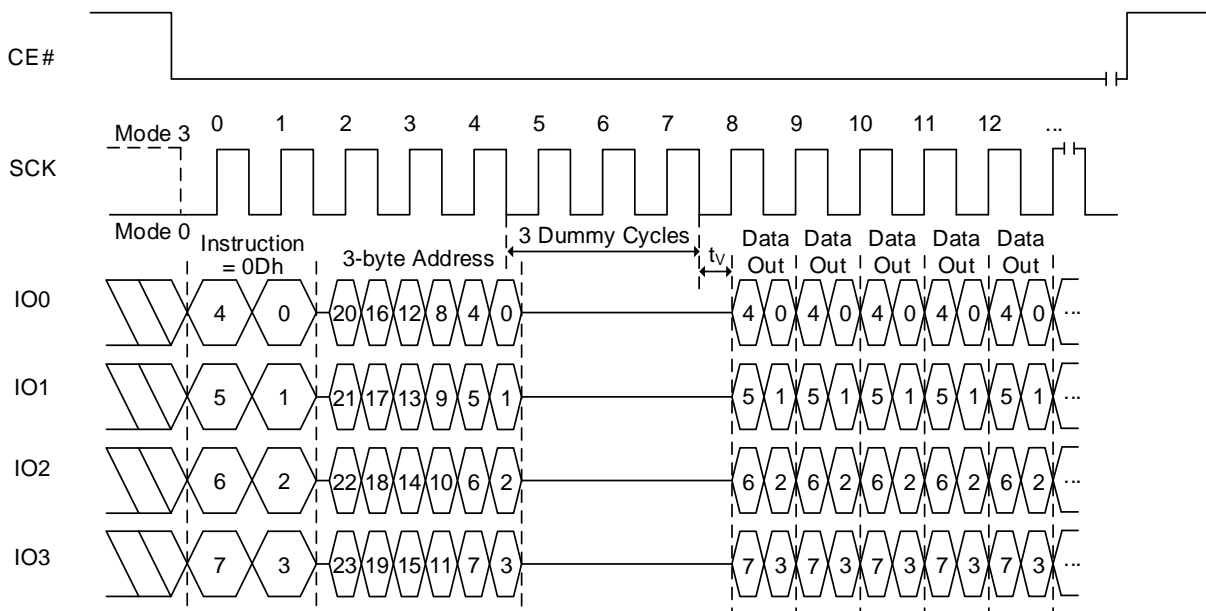 CE#
Mode 3 0 1 2 3 4 5 6 7 8 9 10 11 12 ...
SCK
Mode 0
Instruction = 0Dh
3-byte Address
3 Dummy Cycles
tV
Data Out Data Out Data Out Data Out Data Out
IO0 4 0 20 16 12 8 4 0 4 0 4 0 4 0 4 0 4 0 ...
IO1 5 1 21 17 13 9 5 1 5 1 5 1 5 1 5 1 5 1 ...
IO2 6 2 22 18 14 10 6 2 6 2 6 2 6 2 6 2 6 2 ...
IO3 7 3 23 19 15 11 7 3 7 3 7 3 7 3 7 3 7 3 ...